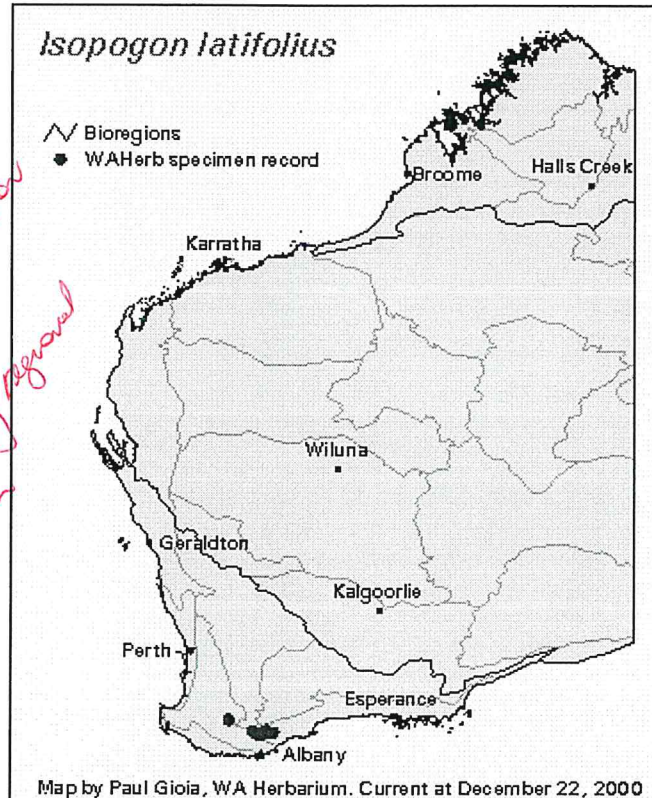 Isopogon latifolius
Bioregions
WAHerb specimen record
Broome
Halls Creek
Karratha
regional
Wiluna
Geraldton
Kalgoorlie
Perth
Esperance
Albany
Map by Paul Gioia, WA Herbarium. Current at December 22, 2000